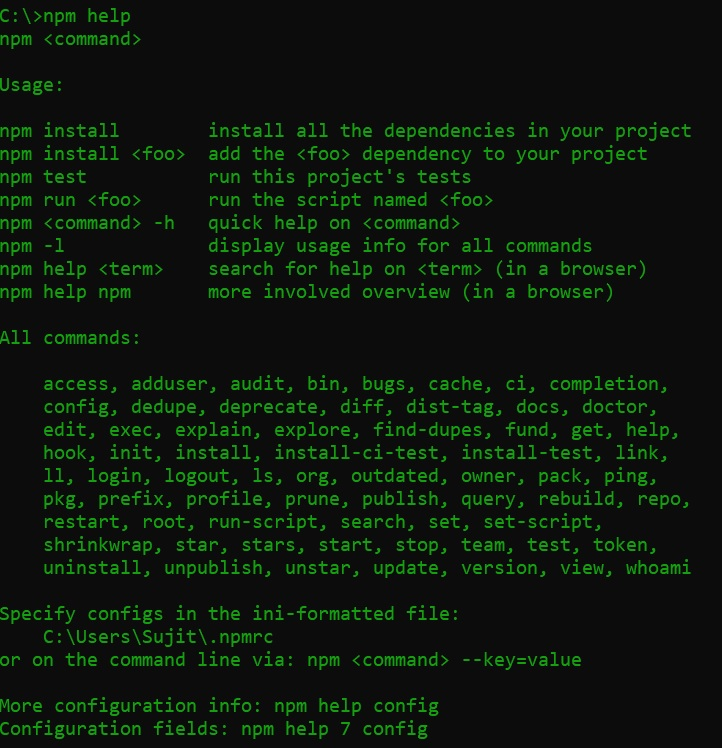 C:\>npm help
npm <command>
Usage:
npm install        install all the dependencies in your project
npm install <foo>  add the <foo> dependency to your project
npm test           run this project's tests
npm run <foo>      run the script named <foo>
npm <command> -h   quick help on <command>
npm -l             display usage info for all commands
npm help <term>    search for help on <term> (in a browser)
npm help npm       more involved overview (in a browser)
All commands:
    access, adduser, audit, bin, bugs, cache, ci, completion,
    config, dedupe, deprecate, diff, dist-tag, docs, doctor,
    edit, exec, explain, explore, find-dupes, fund, get, help,
    hook, init, install, install-ci-test, install-test, link,
    ll, login, logout, ls, org, outdated, owner, pack, ping,
    pkg, prefix, profile, prune, publish, query, rebuild, repo,
    restart, root, run-script, search, set, set-script,
    shrinkwrap, star, stars, start, stop, team, test, token,
    uninstall, unpublish, unstar, update, version, view, whoami
Specify configs in the ini-formatted file:
    C:\Users\Sujit\.npmrc
or on the command line via: npm <command> --key=value
More configuration info: npm help config
Configuration fields: npm help 7 config